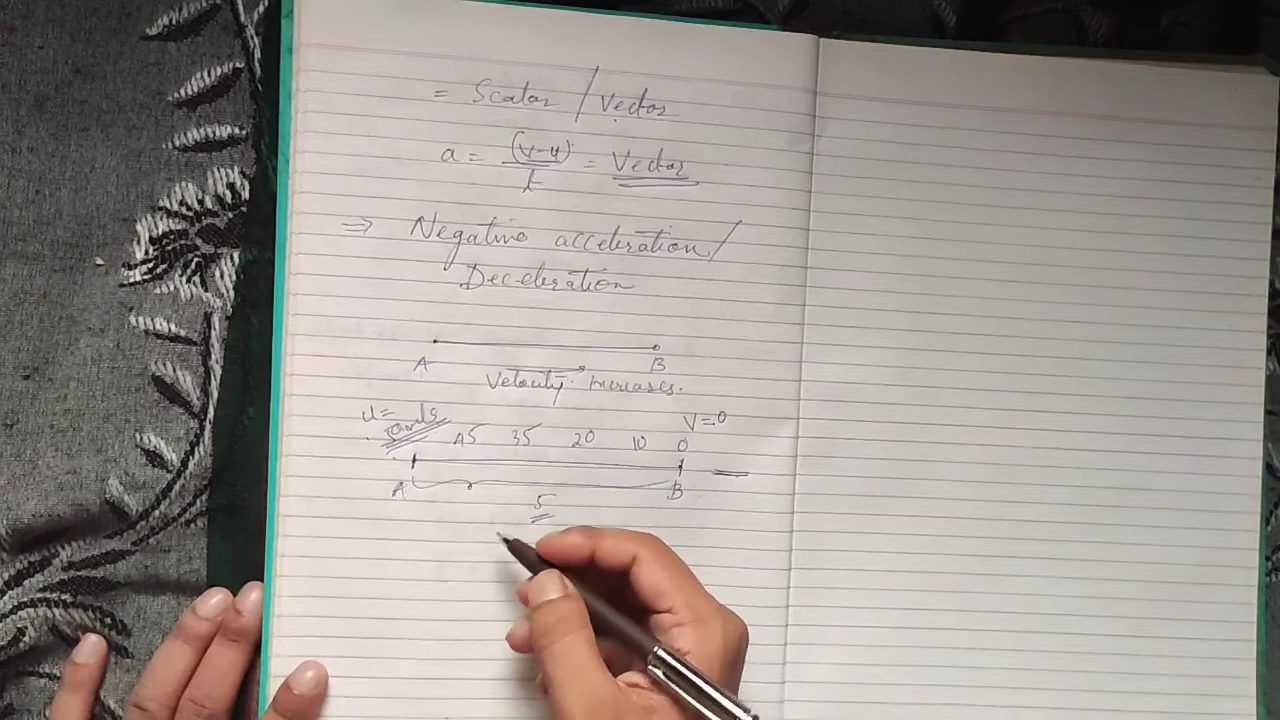 = Scalar / Vector
a = (v-u)/t = Vector
⇒ Negative acceleration/
Deceleration
A B
Velocity Increases.
u= m/s V=0
45 35 20 10 0
A B
5